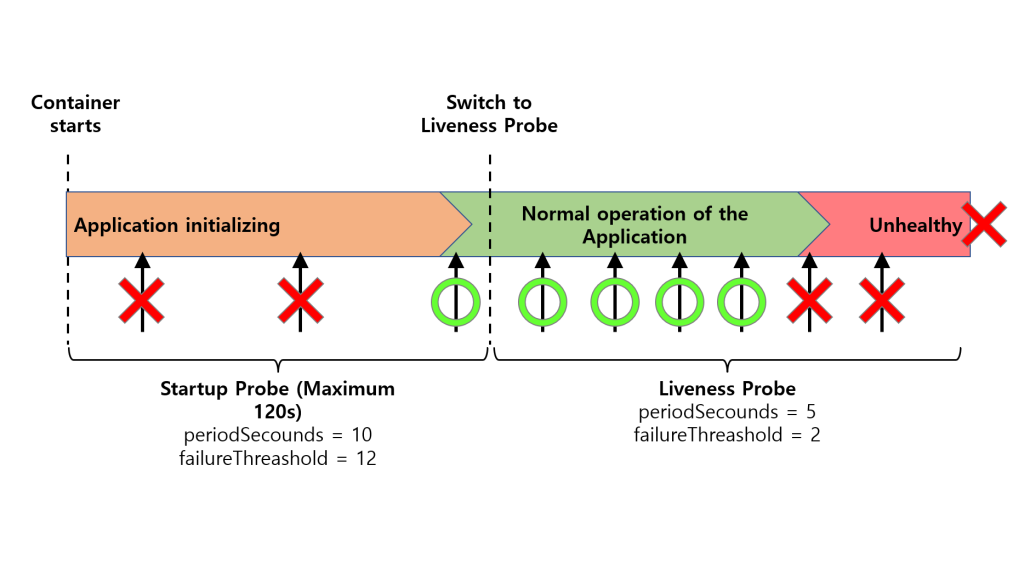 Container
starts
Switch to
Liveness Probe
Application initializing
Normal operation of the
Application
Unhealthy
Startup Probe (Maximum
120s)
periodSecounds = 10
failureThreashold = 12
Liveness Probe
periodSecounds = 5
failureThreashold = 2